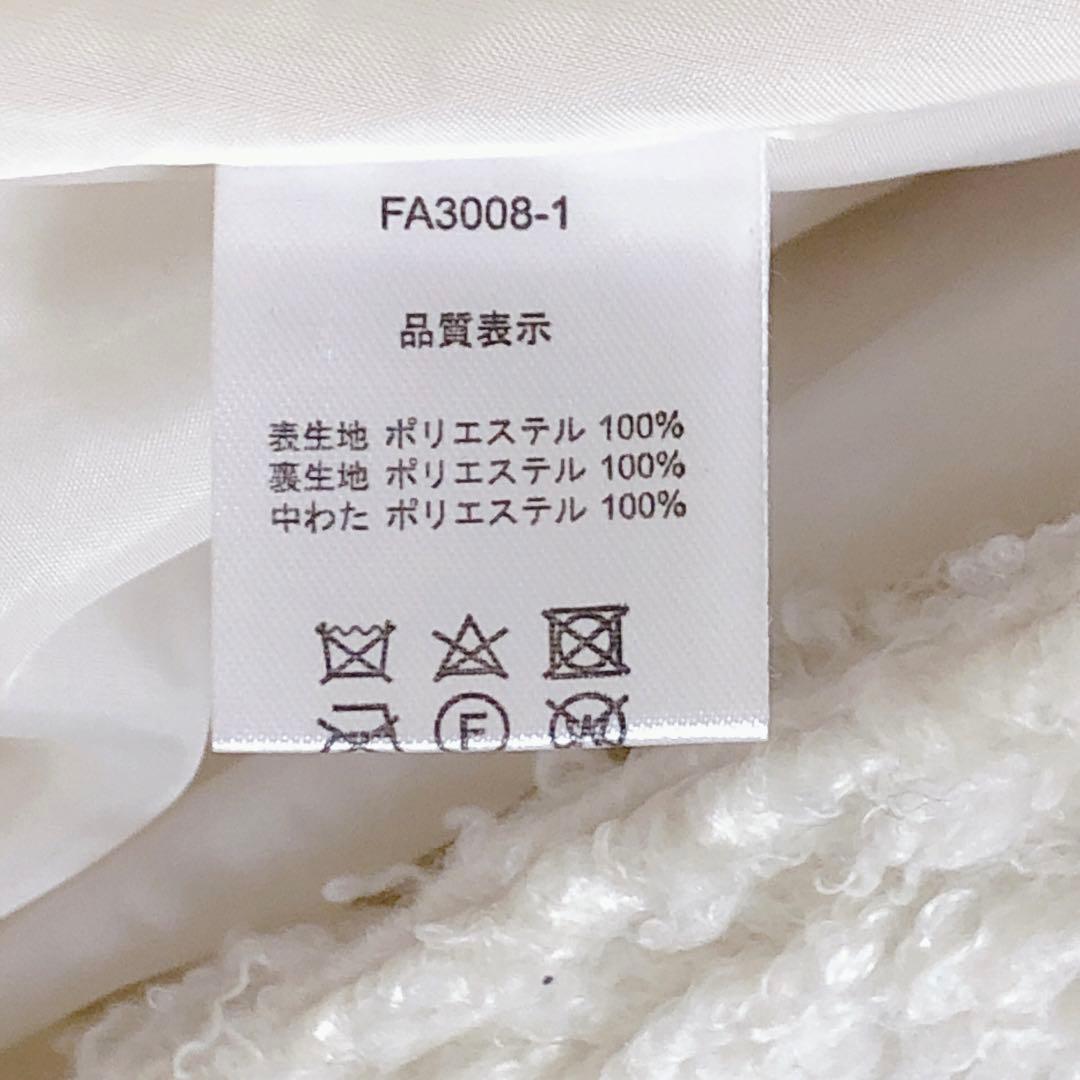 FA3008-1
品質表示
表生地 ポリエステル 100%
裏生地 ポリエステル 100%
中わた ポリエステル 100%
F W